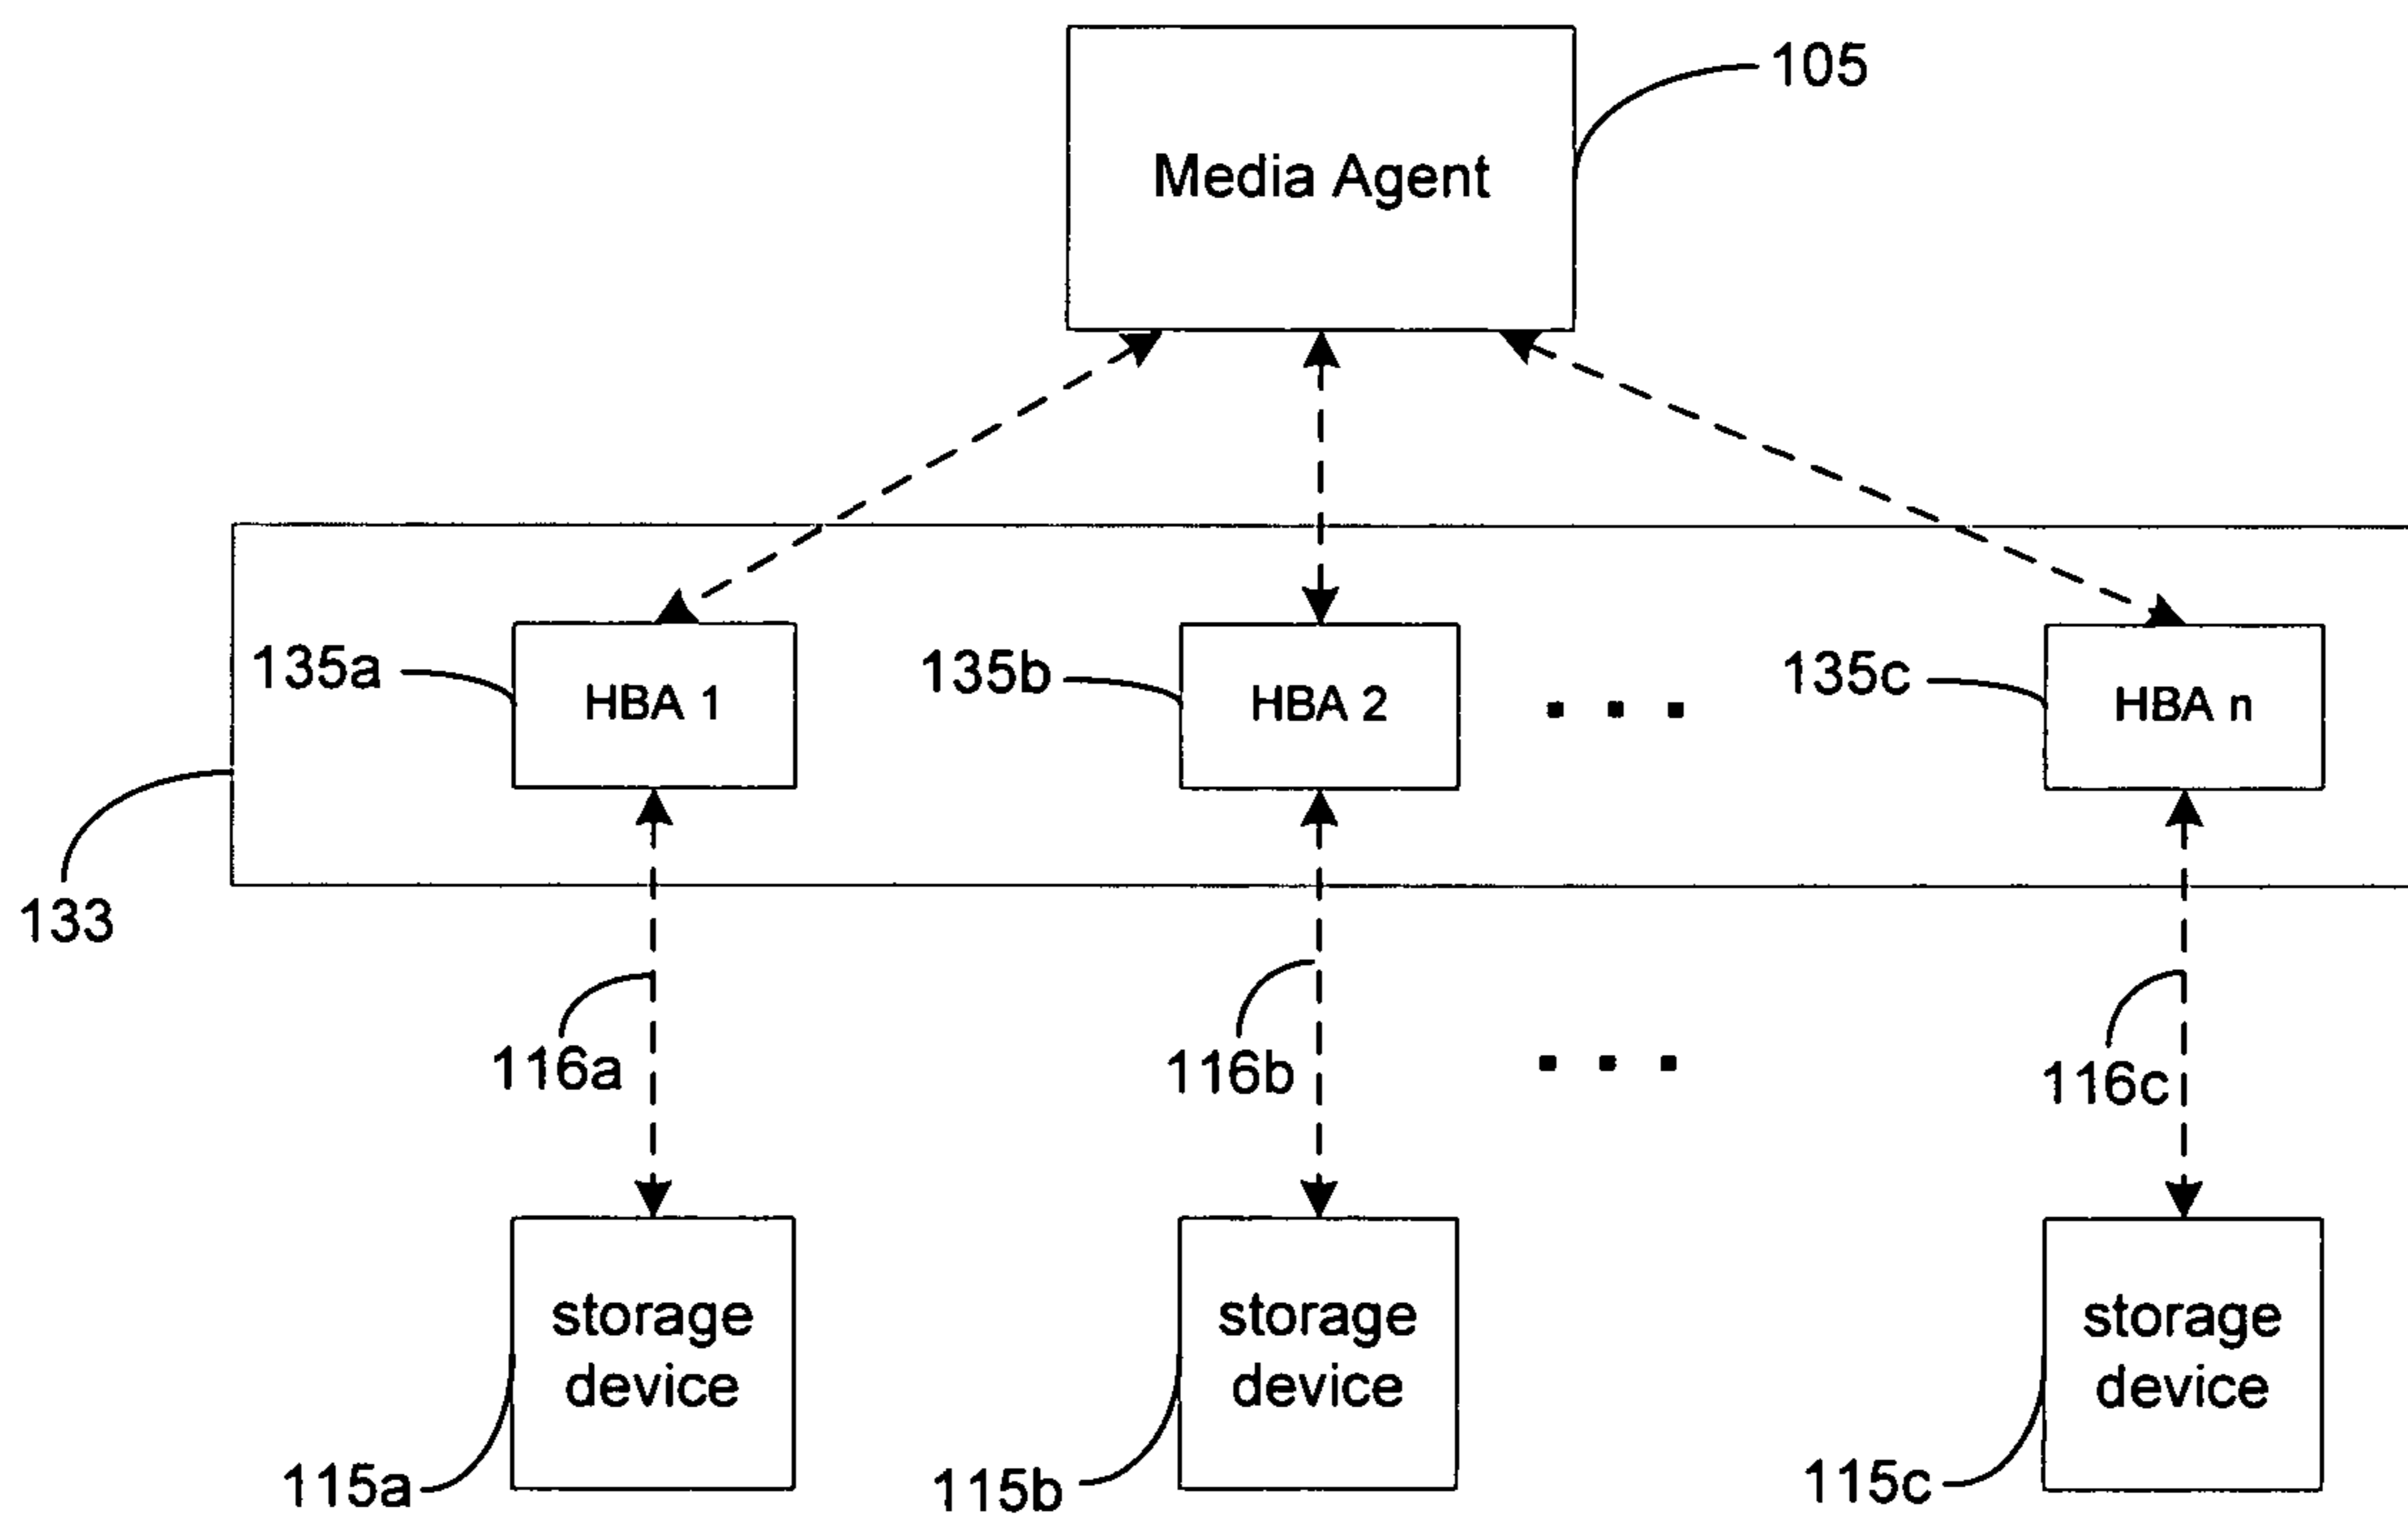 105
Media Agent
135a
HBA 1
135b
HBA 2
135c
HBA n
133
116a
116b
116c
storage
device
storage
device
storage
device
115a
115b
115c